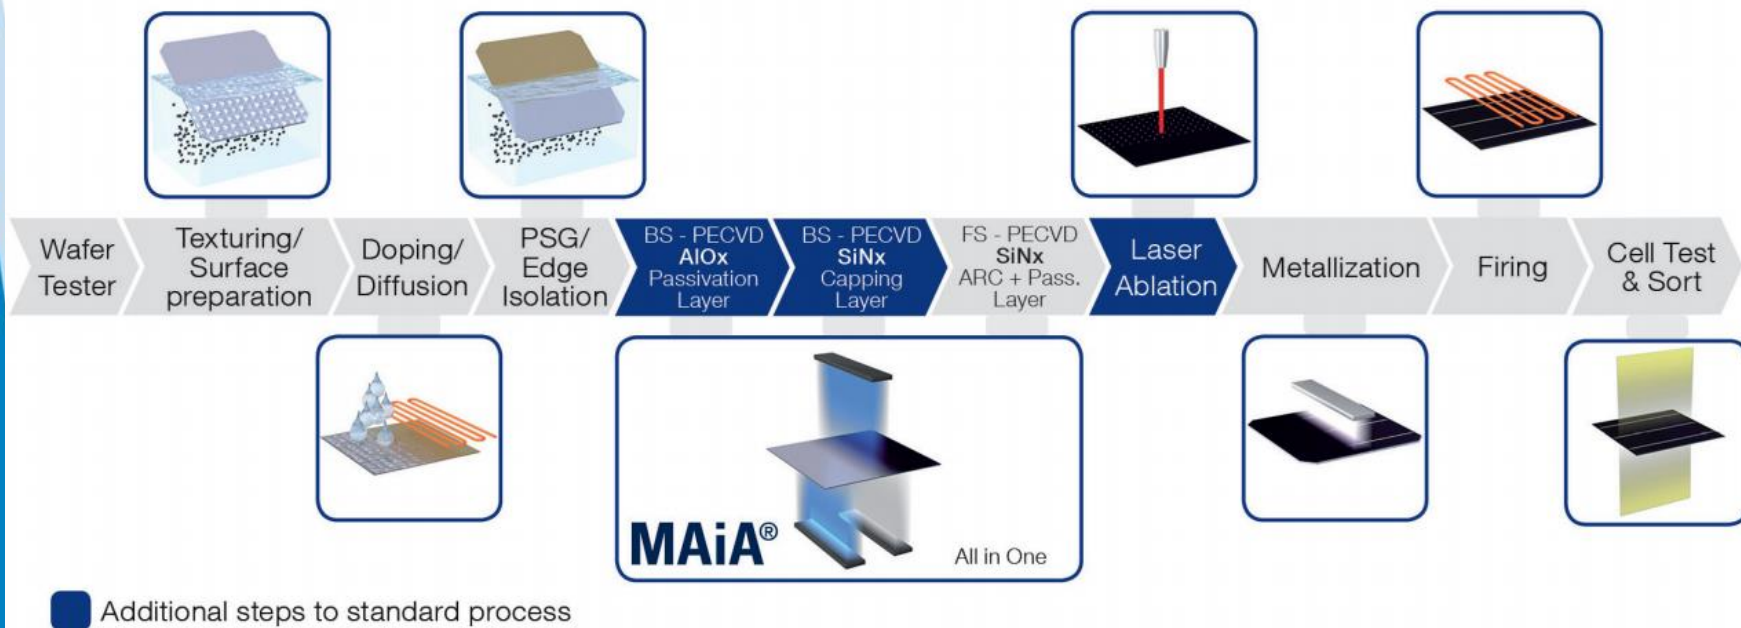 Wafer
Tester
Texturing/
Surface
preparation
Doping/
Diffusion
PSG/
Edge
Isolation
BS - PECVD
AlOx
Passivation
Layer
BS - PECVD
SiNx
Capping
Layer
FS - PECVD
SiNx
ARC + Pass.
Layer
Laser
Ablation
Metallization
Firing
Cell Test
& Sort
MAiA®
All in One
Additional steps to standard process